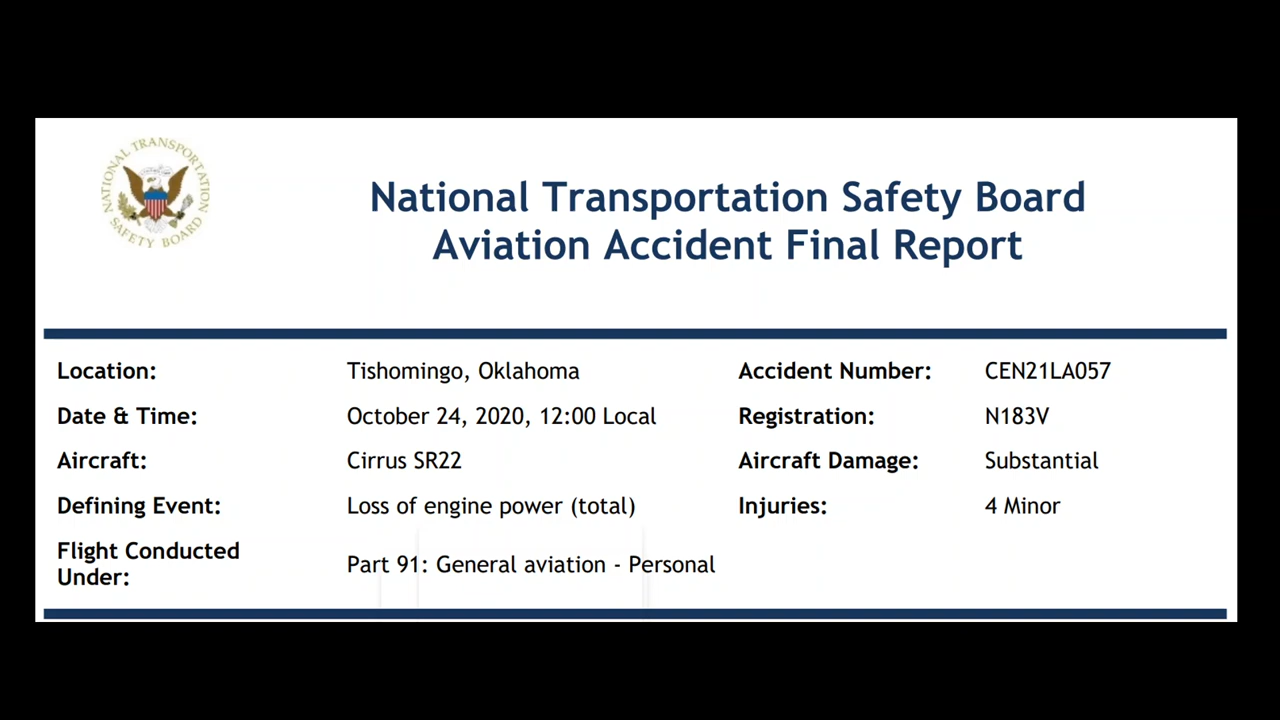 NATIONAL TRANSPORTATION SAFETY BOARD
National Transportation Safety Board
Aviation Accident Final Report
Location: Tishomingo, Oklahoma Accident Number: CEN21LA057
Date & Time: October 24, 2020, 12:00 Local Registration: N183V
Aircraft: Cirrus SR22 Aircraft Damage: Substantial
Defining Event: Loss of engine power (total) Injuries: 4 Minor
Flight Conducted
Under: Part 91: General aviation - Personal